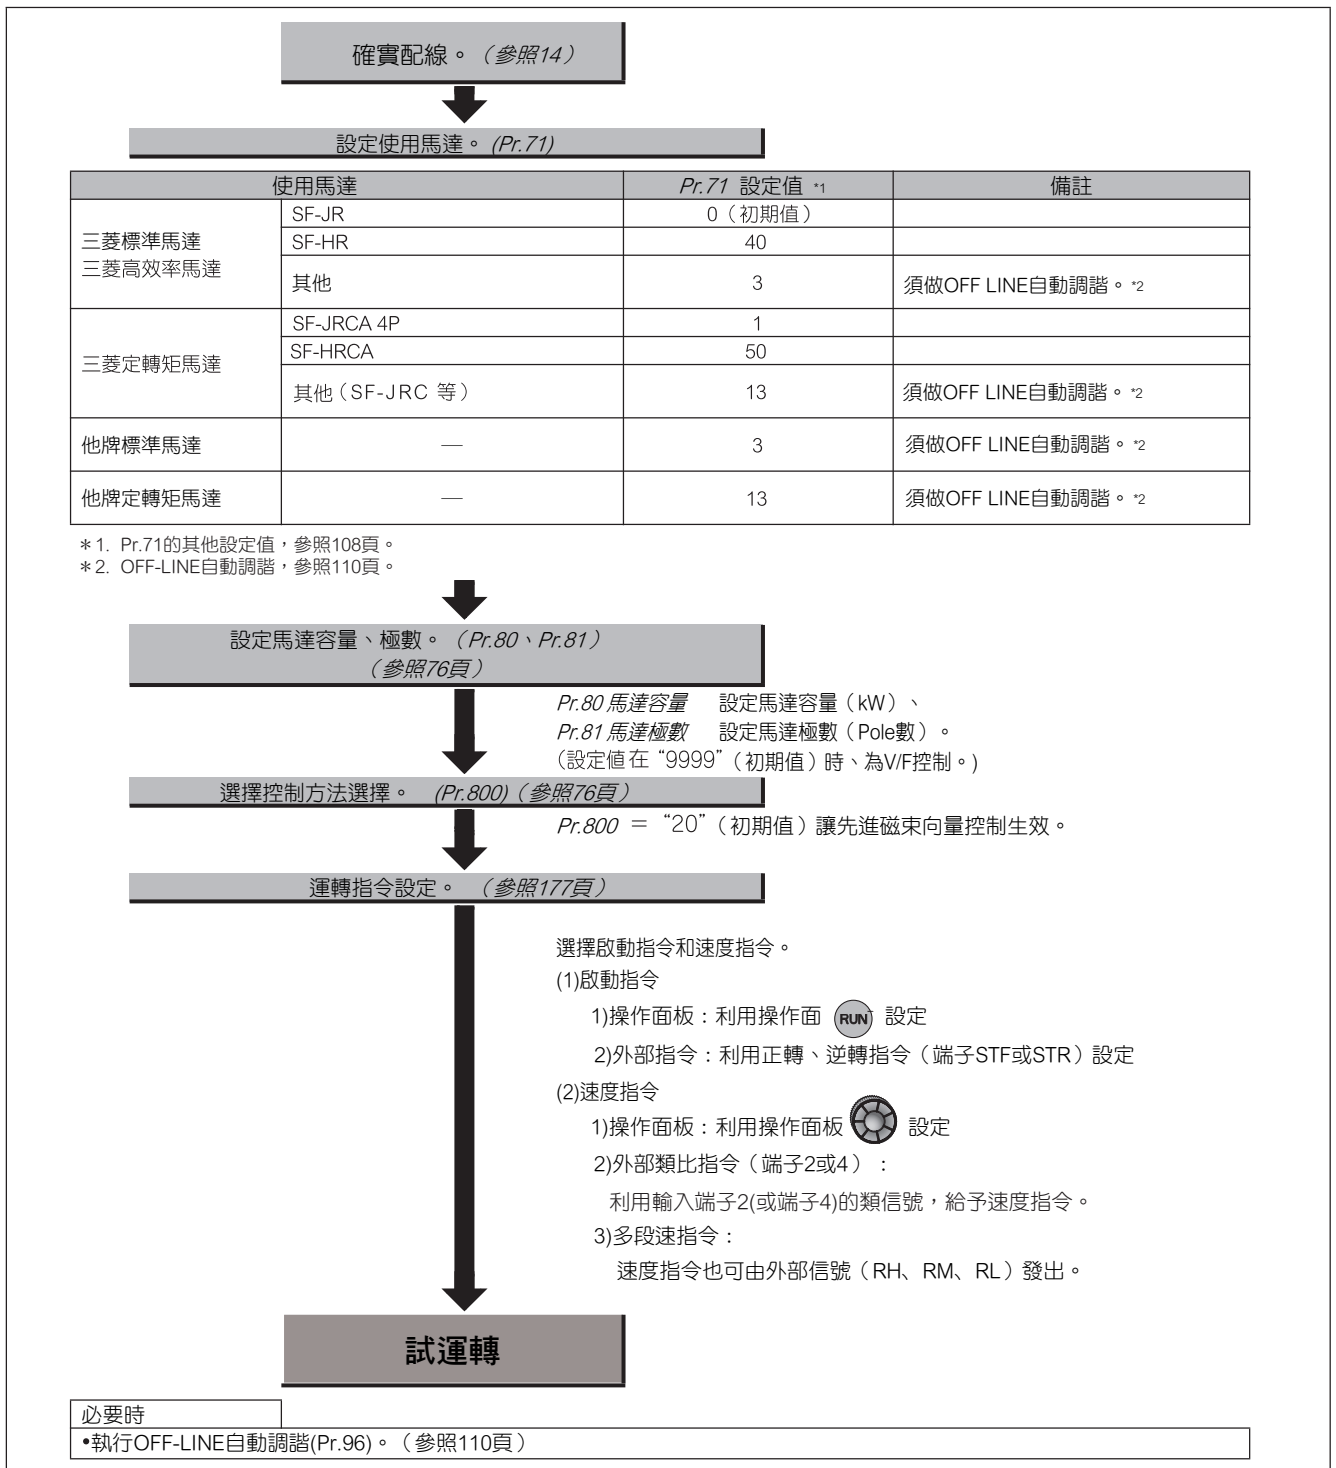 確實配線。（參照14）
設定使用馬達。(Pr.71)
使用馬達 Pr.71 設定值 *1 備註
三菱標準馬達
三菱高效率馬達
SF-JR 0（初期值）
SF-HR 40
其他 3 須做OFF LINE自動調諧。*2
三菱定轉矩馬達
SF-JRCA 4P 1
SF-HRCA 50
其他（SF-JRC 等） 13 須做OFF LINE自動調諧。*2
他牌標準馬達 — 3 須做OFF LINE自動調諧。*2
他牌定轉矩馬達 — 13 須做OFF LINE自動調諧。*2
＊1. Pr.71的其他設定值，參照108頁。
＊2. OFF-LINE自動調諧，參照110頁。
設定馬達容量、極數。（Pr.80、Pr.81）
（參照76頁）
Pr.80 馬達容量 設定馬達容量（kW）、
Pr.81 馬達極數 設定馬達極數（Pole數）。
（設定值在 “9999”（初期值）時、為V/F控制。)
選擇控制方法選擇。 (Pr.800)（參照76頁）
Pr.800 ＝ “20”（初期值）讓先進磁束向量控制生效。
運轉指令設定。 （參照177頁）
選擇啟動指令和速度指令。
(1)啟動指令
1)操作面板：利用操作面 RUN 設定
2)外部指令：利用正轉、逆轉指令（端子STF或STR）設定
(2)速度指令
1)操作面板：利用操作面板 設定
2)外部類比指令（端子2或4）：
利用輸入端子2(或端子4)的類信號，給予速度指令。
3)多段速指令：
速度指令也可由外部信號（RH、RM、RL）發出。
試運轉
必要時
•執行OFF-LINE自動調諧(Pr.96)。（參照110頁）